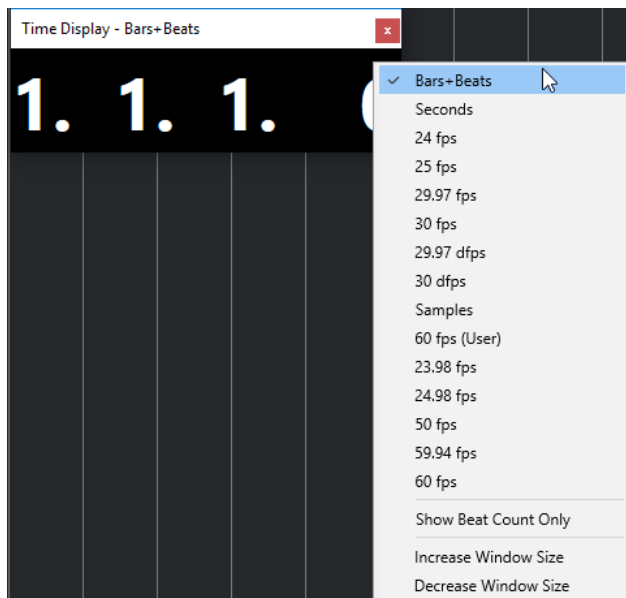 Time Display - Bars+Beats
x
1. 1. 1.
Bars+Beats
Seconds
24 fps
25 fps
29.97 fps
30 fps
29.97 dfps
30 dfps
Samples
60 fps (User)
23.98 fps
24.98 fps
50 fps
59.94 fps
60 fps
Show Beat Count Only
Increase Window Size
Decrease Window Size